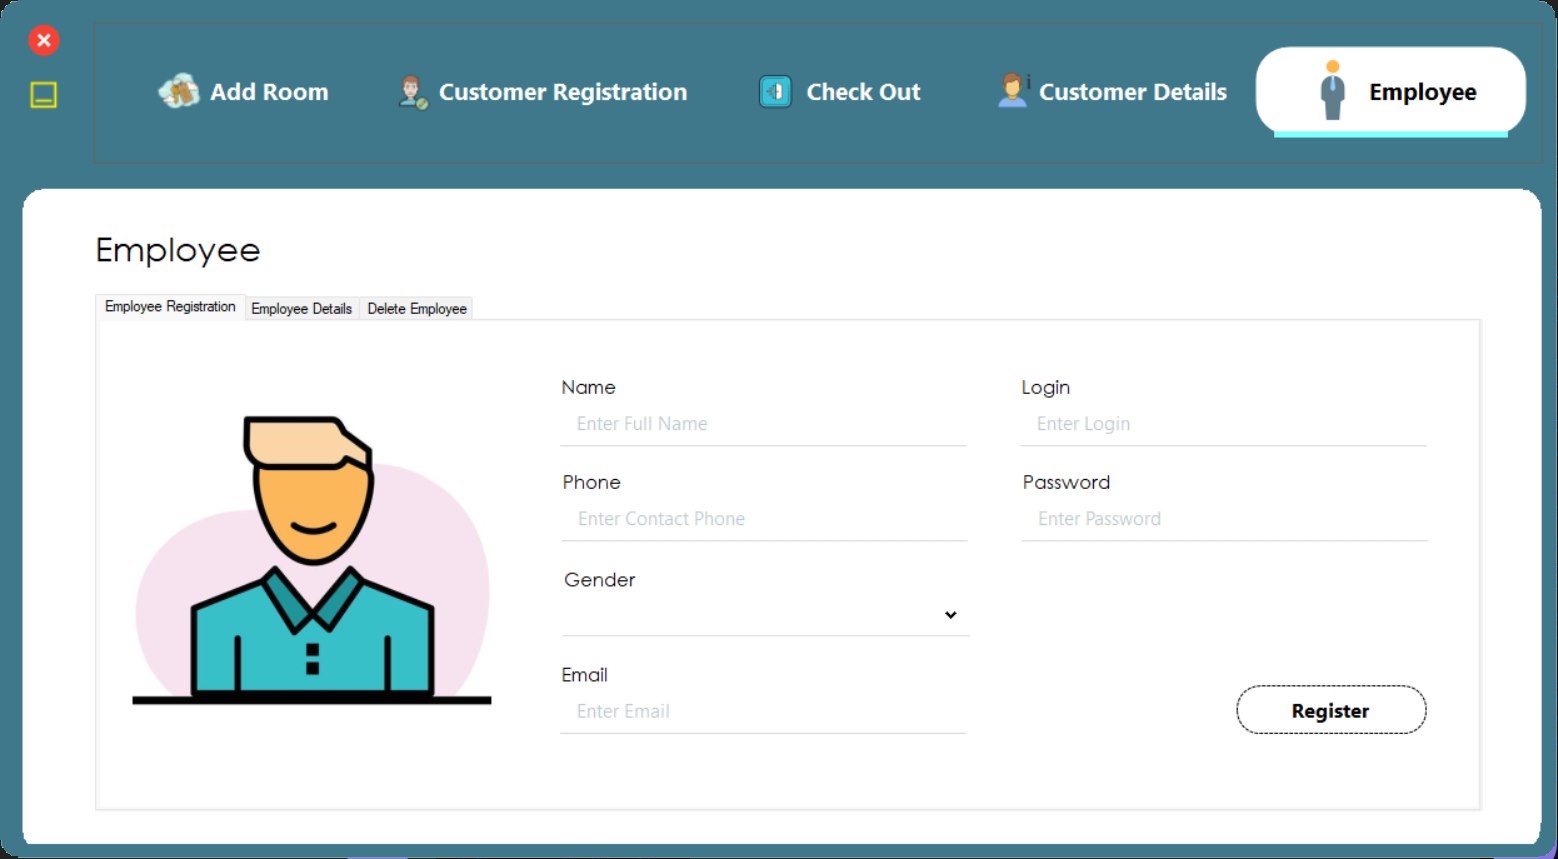 Add Room
Customer Registration
Check Out
i
Customer Details
Employee
Employee
Employee Registration
Employee Details
Delete Employee
Name
Login
Enter Full Name
Enter Login
Phone
Password
Enter Contact Phone
Enter Password
Gender
Email
Enter Email
Register